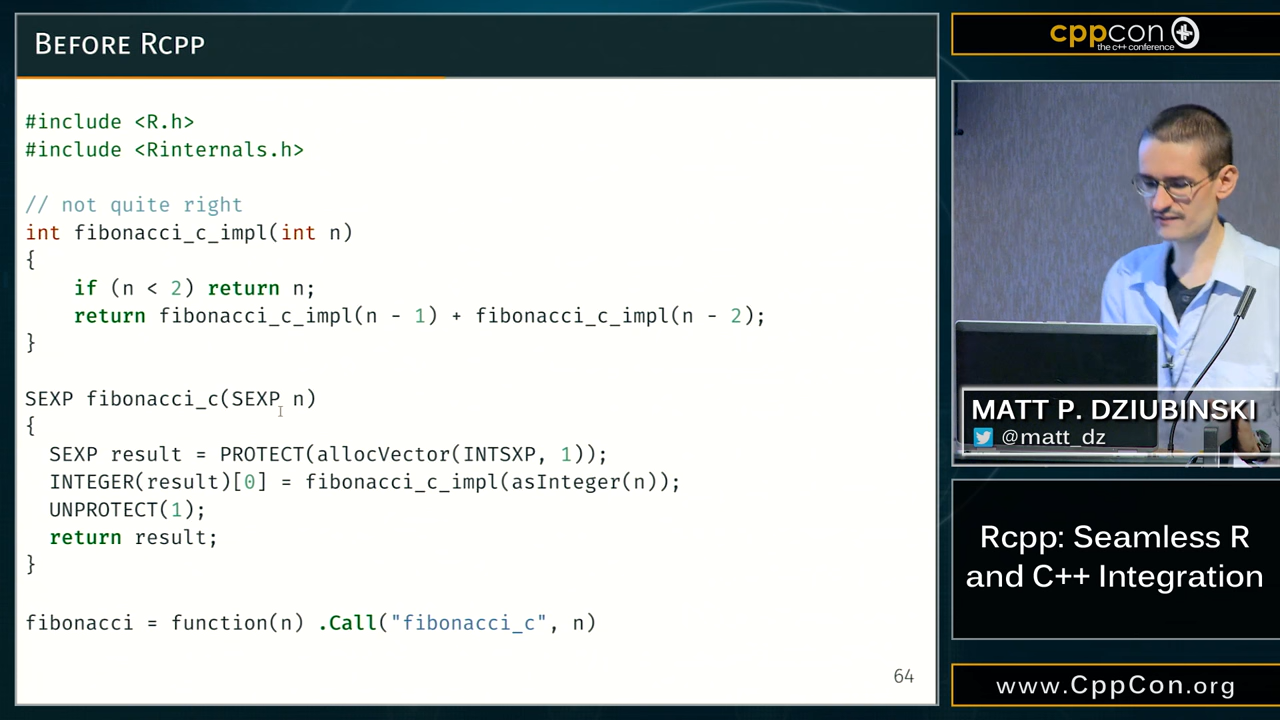 BEFORE RCPP
#include <R.h>
#include <Rinternals.h>
// not quite right
int fibonacci_c_impl(int n)
{
    if (n < 2) return n;
    return fibonacci_c_impl(n - 1) + fibonacci_c_impl(n - 2);
}
SEXP fibonacci_c(SEXP n)
{
  SEXP result = PROTECT(allocVector(INTSXP, 1));
  INTEGER(result)[0] = fibonacci_c_impl(asInteger(n));
  UNPROTECT(1);
  return result;
}
fibonacci = function(n) .Call("fibonacci_c", n)
64
cppcon
the c++ conference
MATT P. DZIUBINSKI
@matt_dz
Rcpp: Seamless R
and C++ Integration
www.CppCon.org